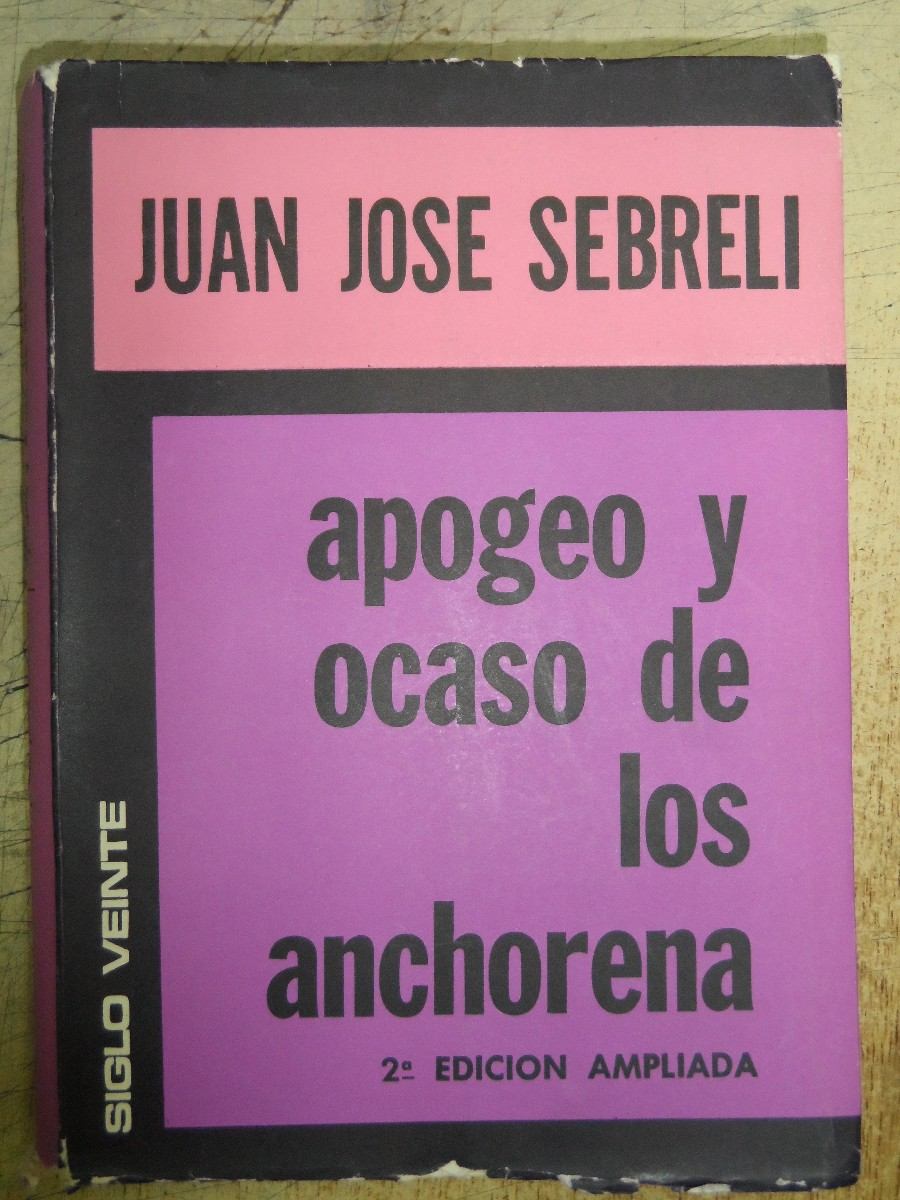 JUAN JOSE SEBRELI
apogeo y
ocaso de
los
anchorena
2ª EDICION AMPLIADA
SIGLO VEINTE